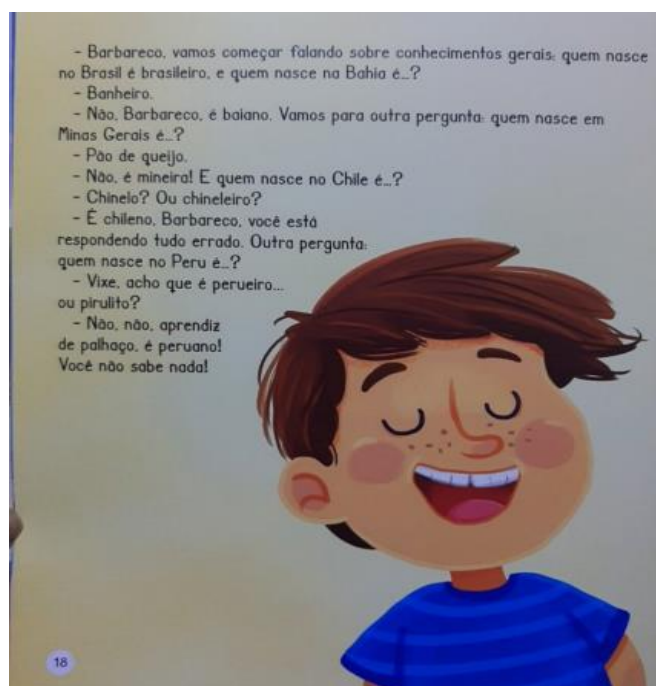 - Barbareco, vamos começar falando sobre conhecimentos gerais: quem nasce
no Brasil é brasileiro, e quem nasce na Bahia é...?
- Banheiro.
- Não, Barbareco, é baiano. Vamos para outra pergunta: quem nasce em
Minas Gerais é...?
- Pão de queijo.
- Não, é mineira! E quem nasce no Chile é...?
- Chinelo? Ou chineleiro?
- É chileno, Barbareco, você está
respondendo tudo errado. Outra pergunta:
quem nasce no Peru é...?
- Vixe, acho que é perueiro...
ou pirulito?
- Não, não, aprendiz
de palhaço, é peruano!
Você não sabe nada!
18